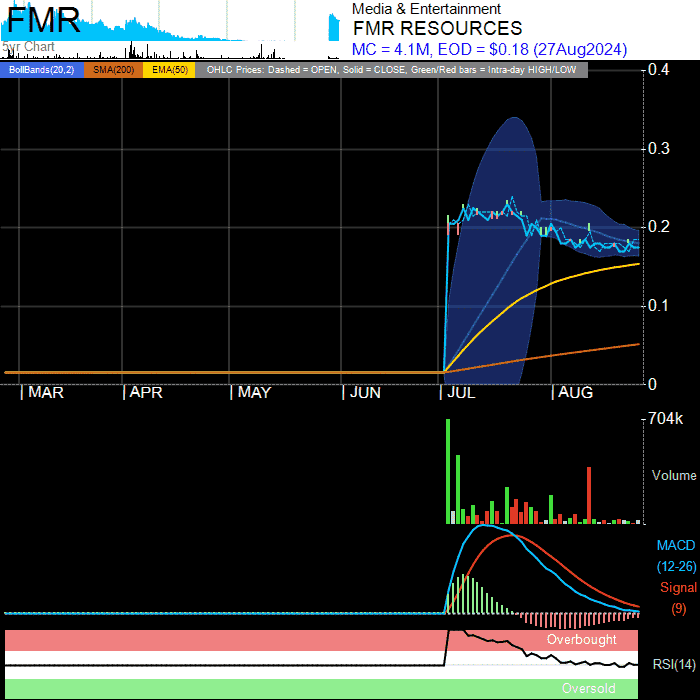 FMR
5yr Chart
Media & Entertainment
FMR RESOURCES
MC = 4.1M, EOD = $0.18 (27Aug2024)
BollBands(20,2) SMA(200) EMA(50) OHLC Prices: Dashed = OPEN, Solid = CLOSE, Green/Red bars = Intra-day HIGH/LOW
0.4
0.3
0.2
0.1
0
| MAR | APR | MAY | JUN | JUL | AUG
704k
Volume
MACD
(12-26)
Signal
(9)
Overbought
RSI(14)
Oversold